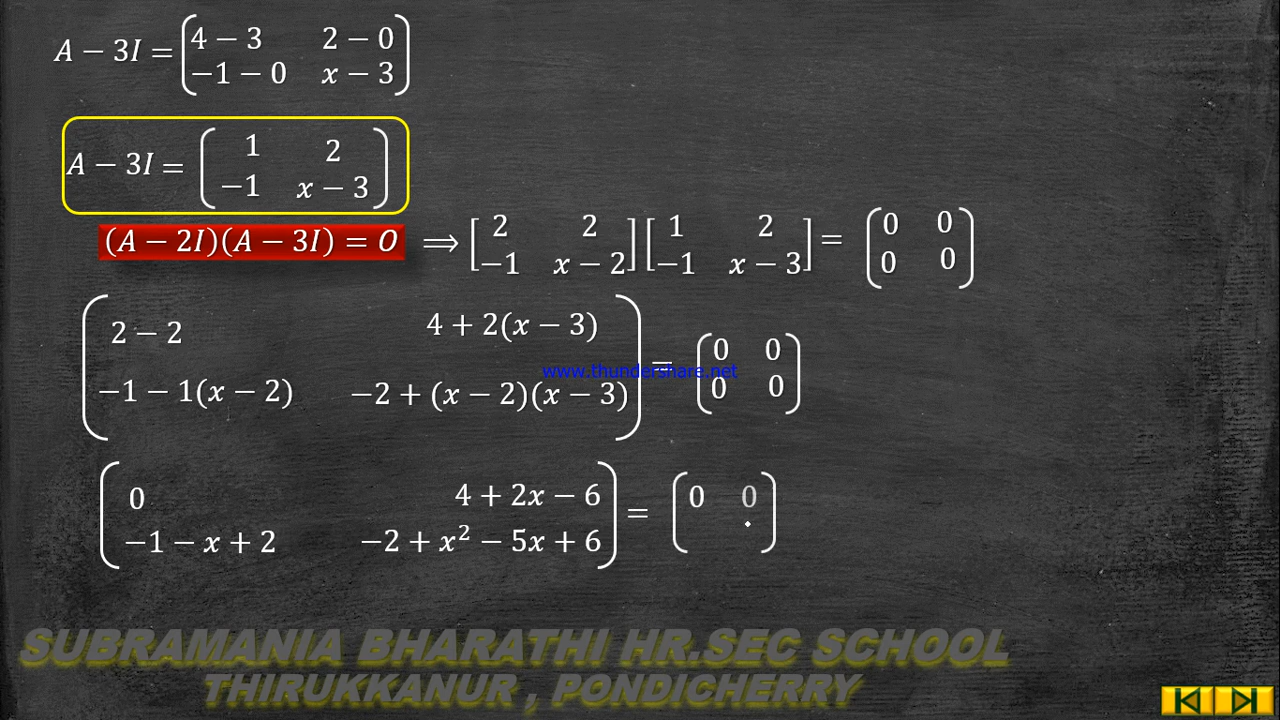 A − 3I = (4 − 3 2 − 0
−1 − 0 x − 3)
A − 3I = (1 2
−1 x − 3)
(A − 2I)(A − 3I) = O ⟹ [2 2
−1 x − 2] [1 2
−1 x − 3] = (0 0
0 0)
(2 − 2 4 + 2(x − 3)
−1 − 1(x − 2) −2 + (x − 2)(x − 3)) = (0 0
0 0)
www.thundershare.net
(0 4 + 2x − 6
−1 − x + 2 −2 + x² − 5x + 6) = (0 0
)
SUBRAMANIA BHARATHI HR.SEC SCHOOL
THIRUKKANUR , PONDICHERRY